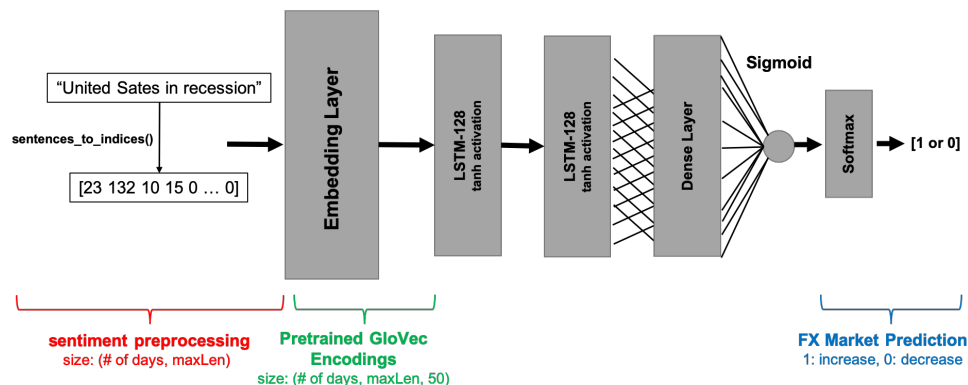 “United Sates in recession”
sentences_to_indices()
[23 132 10 15 0 … 0]
Embedding Layer
LSTM-128
tanh activation
LSTM-128
tanh activation
Dense Layer
Sigmoid
Softmax
[1 or 0]
sentiment preprocessing
size: (# of days, maxLen)
Pretrained GloVec
Encodings
size: (# of days, maxLen, 50)
FX Market Prediction
1: increase, 0: decrease